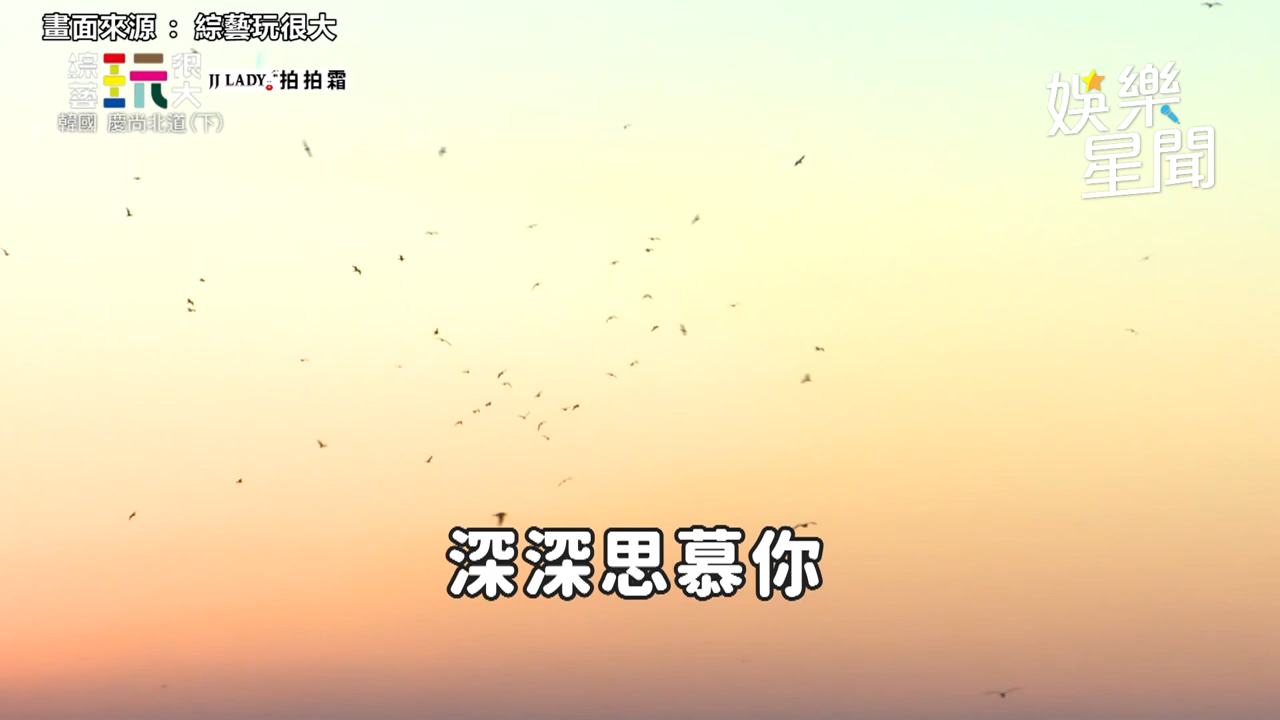 畫面來源 : 綜藝玩很大
綜藝玩很大
JJ LADY 拍拍霜
韓國 慶尚北道(下)
娛樂
星聞
深深思慕你